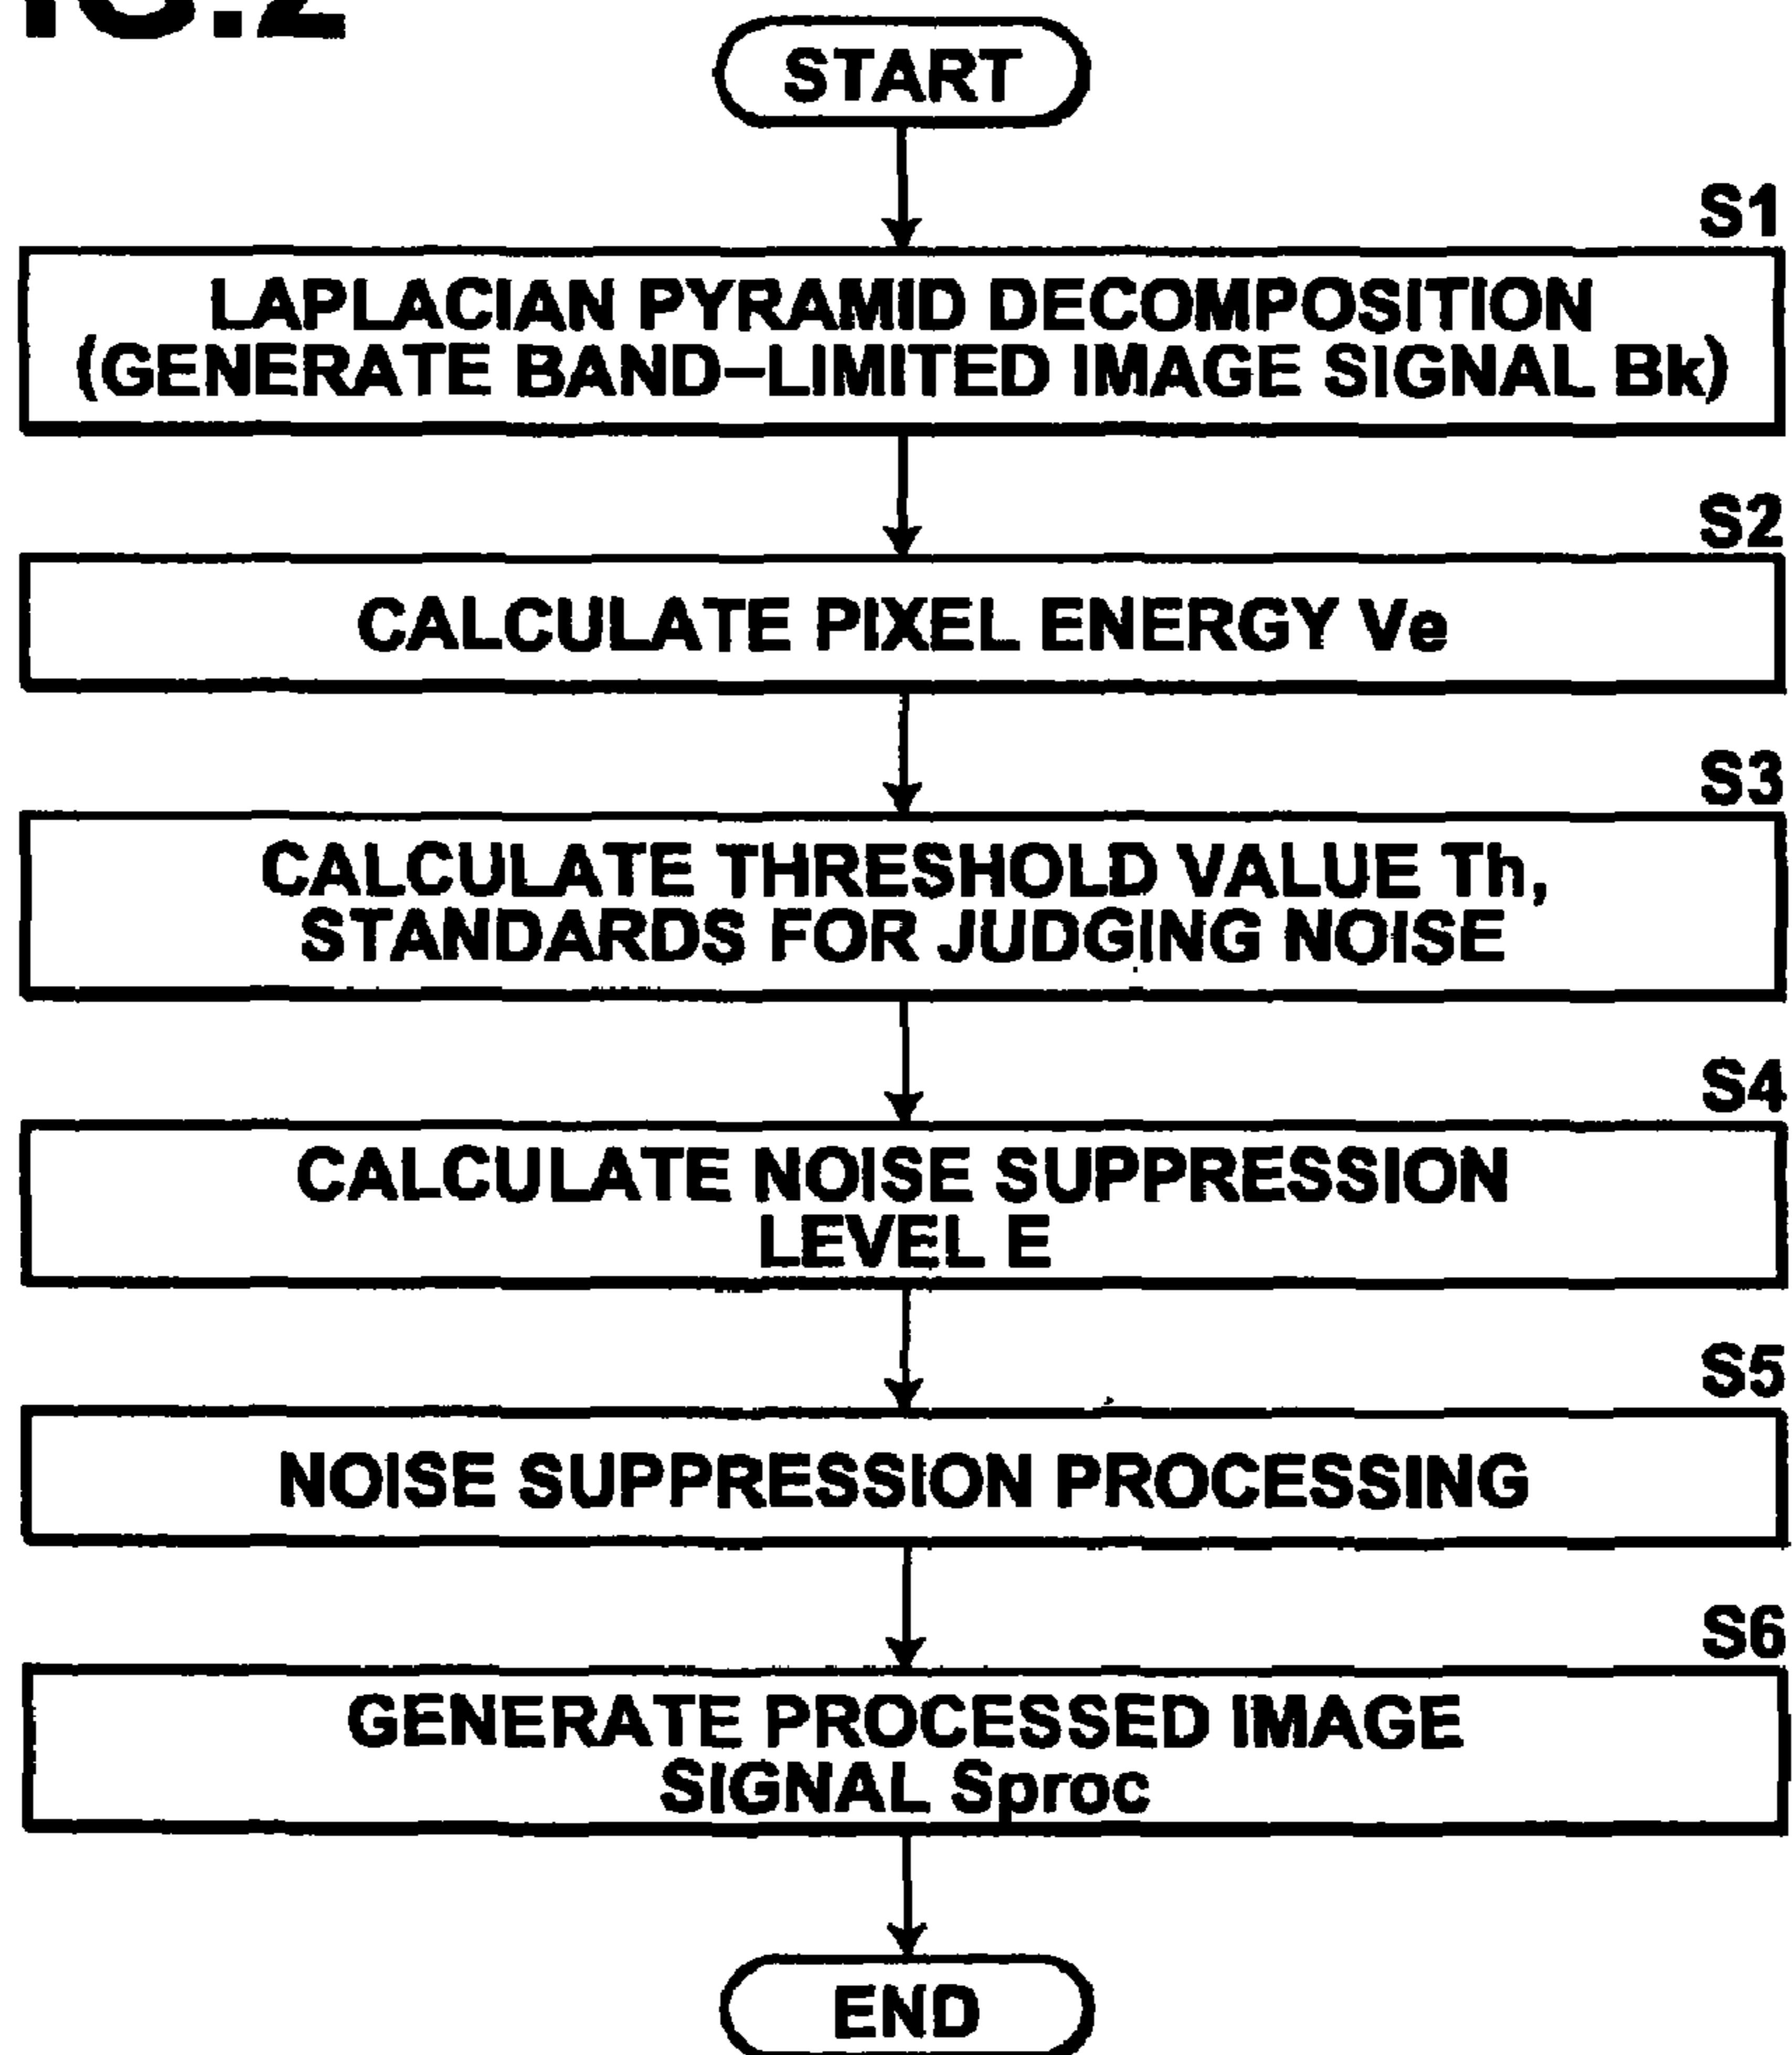 START
S1
LAPLACIAN PYRAMID DECOMPOSITION
(GENERATE BAND-LIMITED IMAGE SIGNAL Bk)
S2
CALCULATE PIXEL ENERGY Ve
S3
CALCULATE THRESHOLD VALUE Th,
STANDARDS FOR JUDGING NOISE
S4
CALCULATE NOISE SUPPRESSION
LEVEL E
S5
NOISE SUPPRESSION PROCESSING
S6
GENERATE PROCESSED IMAGE
SIGNAL Sproc
END